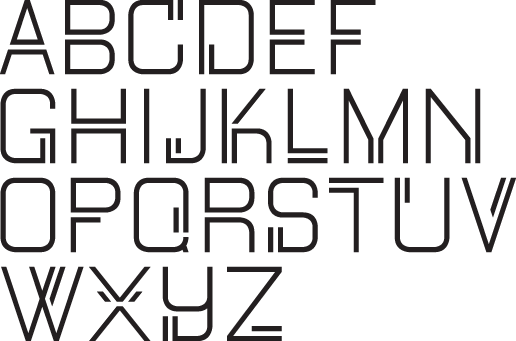 ABCDEF
GHIJKLMN
OPQRSTUV
WXYZ